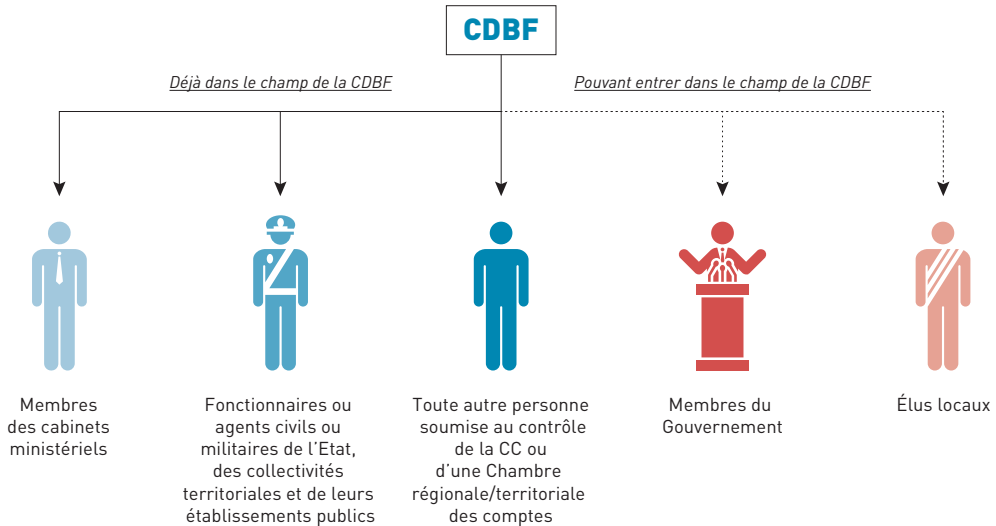 CDBF
Déjà dans le champ de la CDBF
Pouvant entrer dans le champ de la CDBF
Membres
des cabinets
ministériels
Fonctionnaires ou
agents civils ou
militaires de l'Etat,
des collectivités
territoriales et de leurs
établissements publics
Toute autre personne
soumise au contrôle
de la CC ou
d'une Chambre
régionale/territoriale
des comptes
Membres du
Gouvernement
Élus locaux